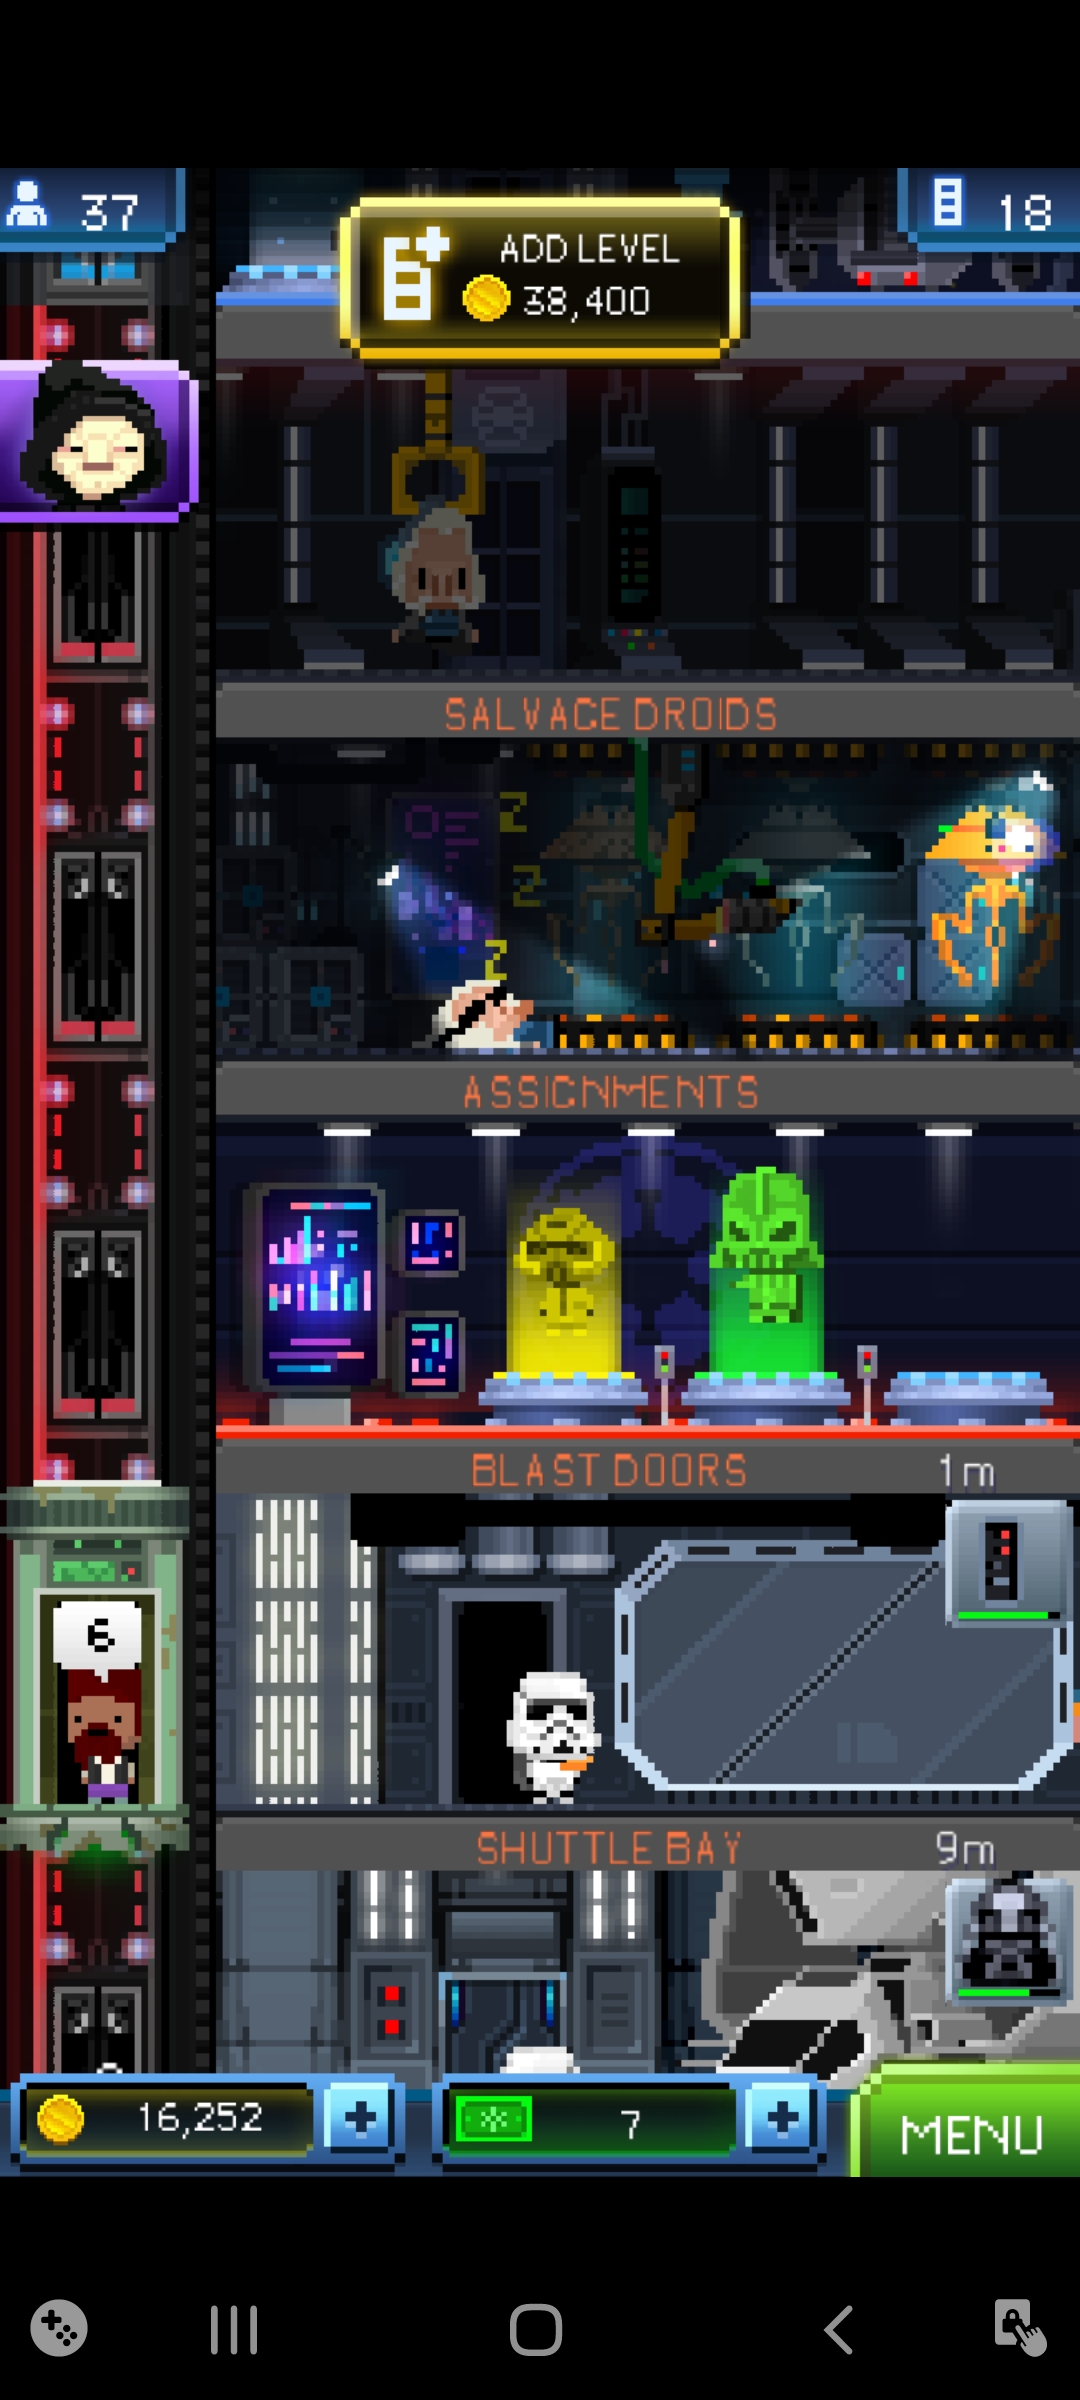 37
18
ADD LEVEL
38,400
SALVAGE DROIDS
Z
Z
Z
ASSIGNMENTS
BLAST DOORS
1m
6
SHUTTLE BAY
9m
16,252
7
MENU